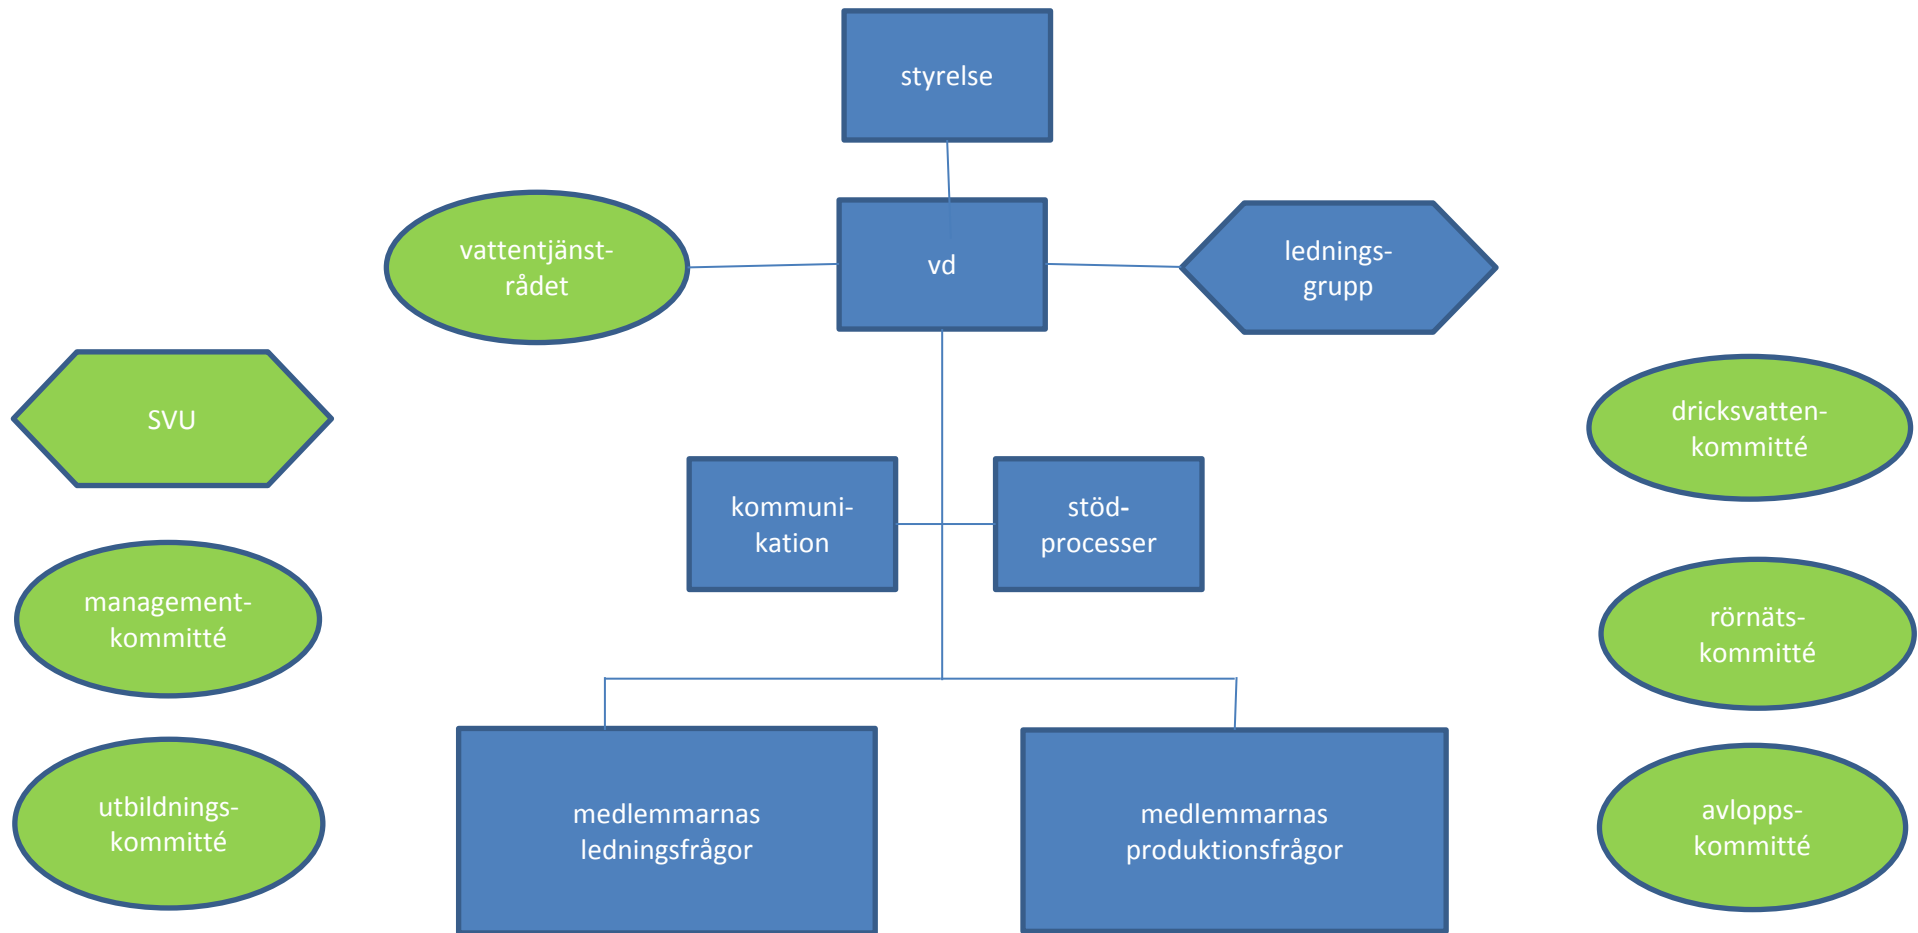 styrelse
vattentjänst-
rådet
vd
lednings-
grupp
SVU
dricksvatten-
kommitté
kommuni-
kation
stöd-
processer
management-
kommitté
rörnäts-
kommitté
utbildnings-
kommitté
medlemmarnas
ledningsfrågor
medlemmarnas
produktionsfrågor
avlopps-
kommitté